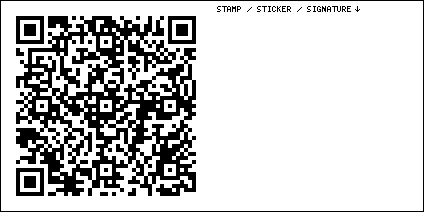 STAMP / STICKER / SIGNATURE ↓